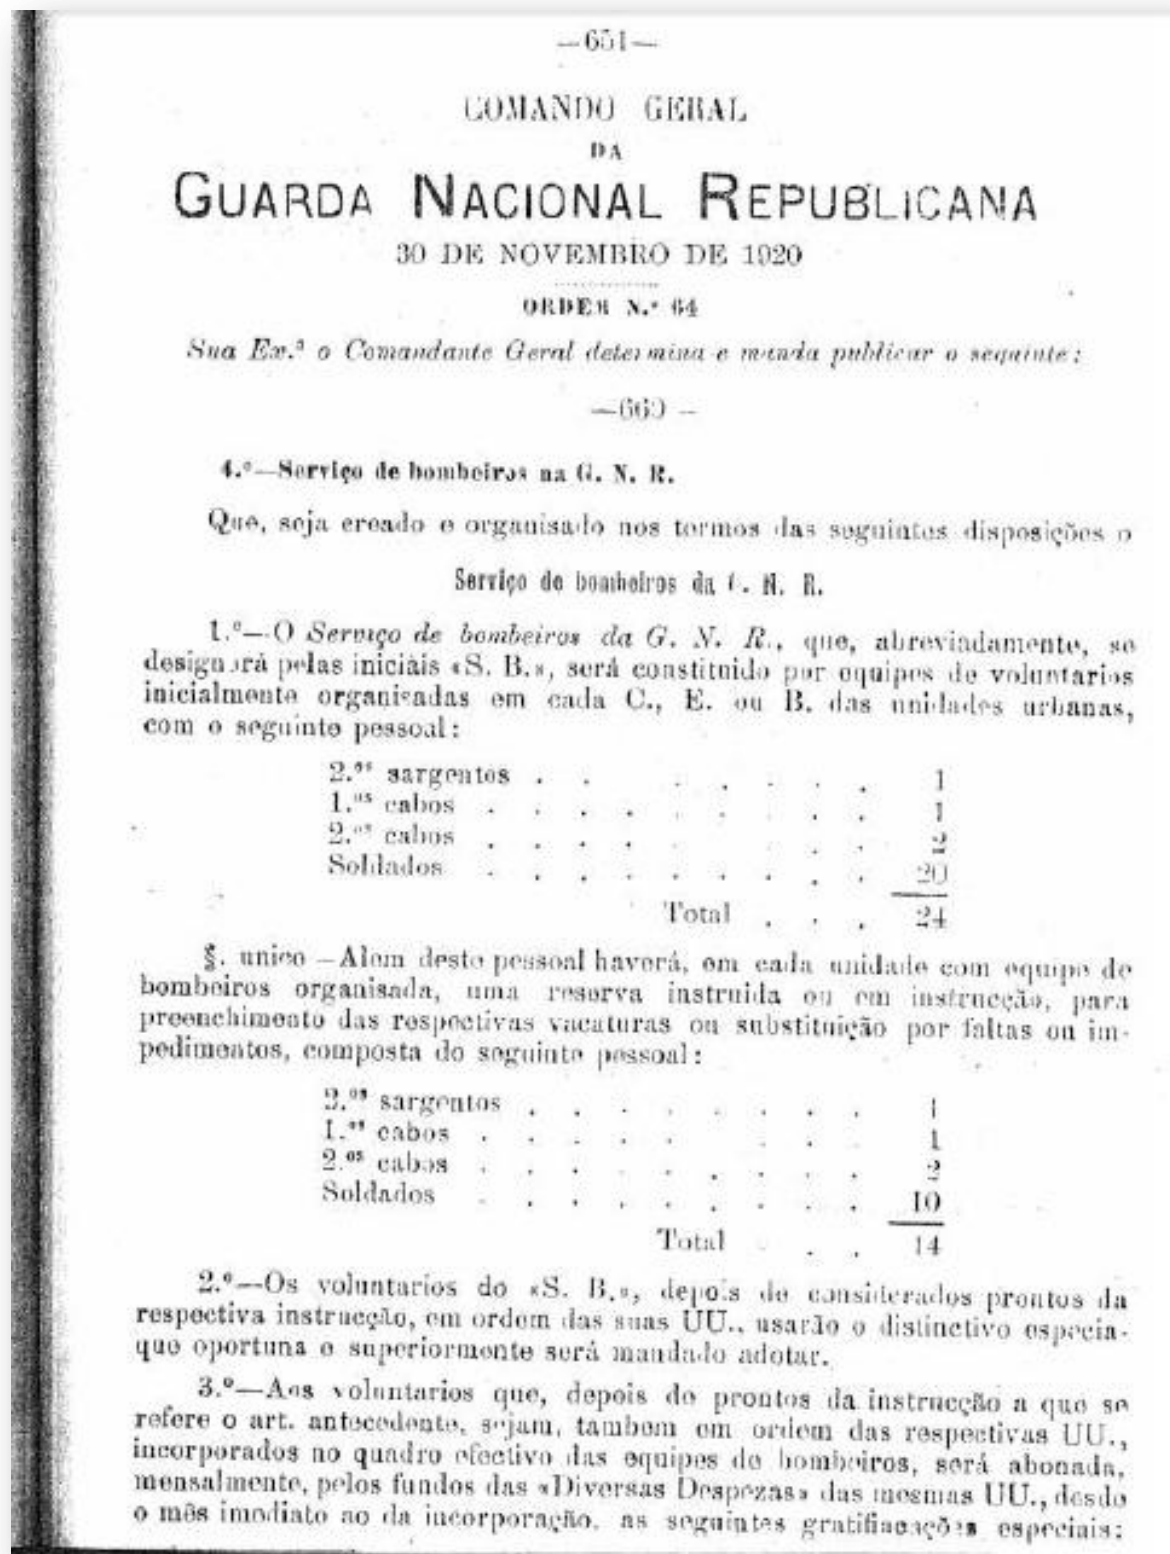 —651—
COMANDO GERAL
DA
GUARDA NACIONAL REPUBLICANA
30 DE NOVEMBRO DE 1920
ORDEM N.º 64
Sua Ex.ª o Comandante Geral determina e manda publicar o seguinte:
—660—
4.º—Serviço de bombeiros na G. N. R.
Que, seja creado e organisado nos termos das seguintes disposições o
Serviço de bombeiros da G. N. R.
1.º—O Serviço de bombeiros da G. N. R., que, abreviadamente, se
designará pelas iniciais «S. B.», será constituido por equipes de voluntarios
inicialmente organisadas em cada C., E. ou B. das unidades urbanas,
com o seguinte pessoal:
2.ºs sargentos . . . . . . . . 1
1.ºs cabos . . . . . . . . . 1
2.ºs cabos . . . . . . . . . 2
Soldados . . . . . . . . . 20
Total . . . 24
§. unico—Alem deste pessoal haverá, em cada unidade com equipe de
bombeiros organisada, uma reserva instruida ou em instrucção, para
preenchimento das respectivas vacaturas ou substituição por faltas ou im-
pedimentos, composta do seguinte pessoal:
2.ºs sargentos . . . . . . . . 1
1.ºs cabos . . . . . . . . . 1
2.ºs cabos . . . . . . . . . 2
Soldados . . . . . . . . . 10
Total . . . 14
2.º—Os voluntarios do «S. B.», depois de considerados prontos da
respectiva instrucção, em ordem das suas UU., usarão o distinctivo especia-
que oportuna e superiormente será mandado adotar.
3.º—Aos voluntarios que, depois de prontos da instrucção a que se
refere o art. antecedente, sejam, tambem em ordem das respectivas UU.,
incorporados no quadro efectivo das equipes de bombeiros, será abonada,
mensalmente, pelos fundos das «Diversas Despezas» das mesmas UU., desde
o mês imediato ao da incorporação, as seguintes gratificações especiais: